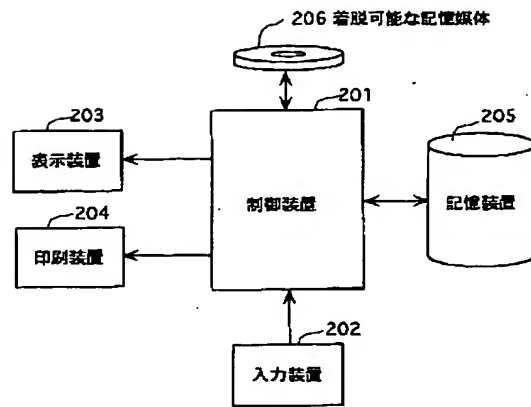 206 着脱可能な記憶媒体
201
203
205
表示装置
204
制御装置
記憶装置
印刷装置
202
入力装置